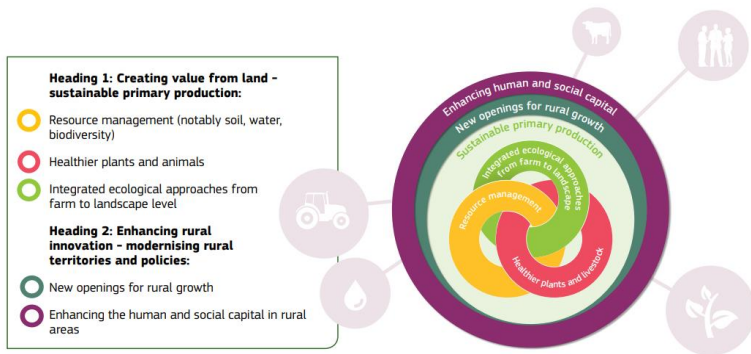 Heading 1: Creating value from land -
sustainable primary production:
Resource management (notably soil, water,
biodiversity)
Healthier plants and animals
Integrated ecological approaches from
farm to landscape level
Heading 2: Enhancing rural
innovation - modernising rural
territories and policies:
New openings for rural growth
Enhancing the human and social capital in rural
areas
Enhancing human and social capital
New openings for rural growth
Sustainable primary production
Integrated ecological approaches
from farm to landscape
Resource management
Healthier plants and livestock